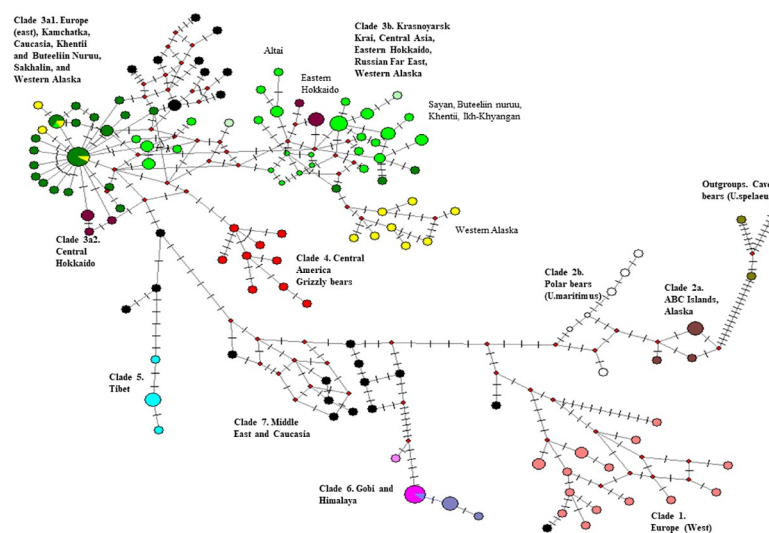 Clade 3a1. Europe
(east), Kamchatka,
Caucasia, Khentii
and Buteeliin Nuruu,
Sakhalin, and
Western Alaska
Altai
Eastern
Hokkaido
Clade 3b. Krasnoyarsk
Krai, Central Asia,
Eastern Hokkaido,
Russian Far East,
Western Alaska
Sayan, Buteeliin nuruu,
Khentii, Ikh-Khyangan
Clade 3a2.
Central
Hokkaido
Western Alaska
Clade 4. Central
America
Grizzly bears
Outgroups. Cave
bears (U.spelaeu
Clade 2b.
Polar bears
(U.maritimus)
Clade 2a.
ABC Islands,
Alaska
Clade 5.
Tibet
Clade 7. Middle
East and Caucasia
Clade 6. Gobi and
Himalaya
Clade 1.
Europe (West)